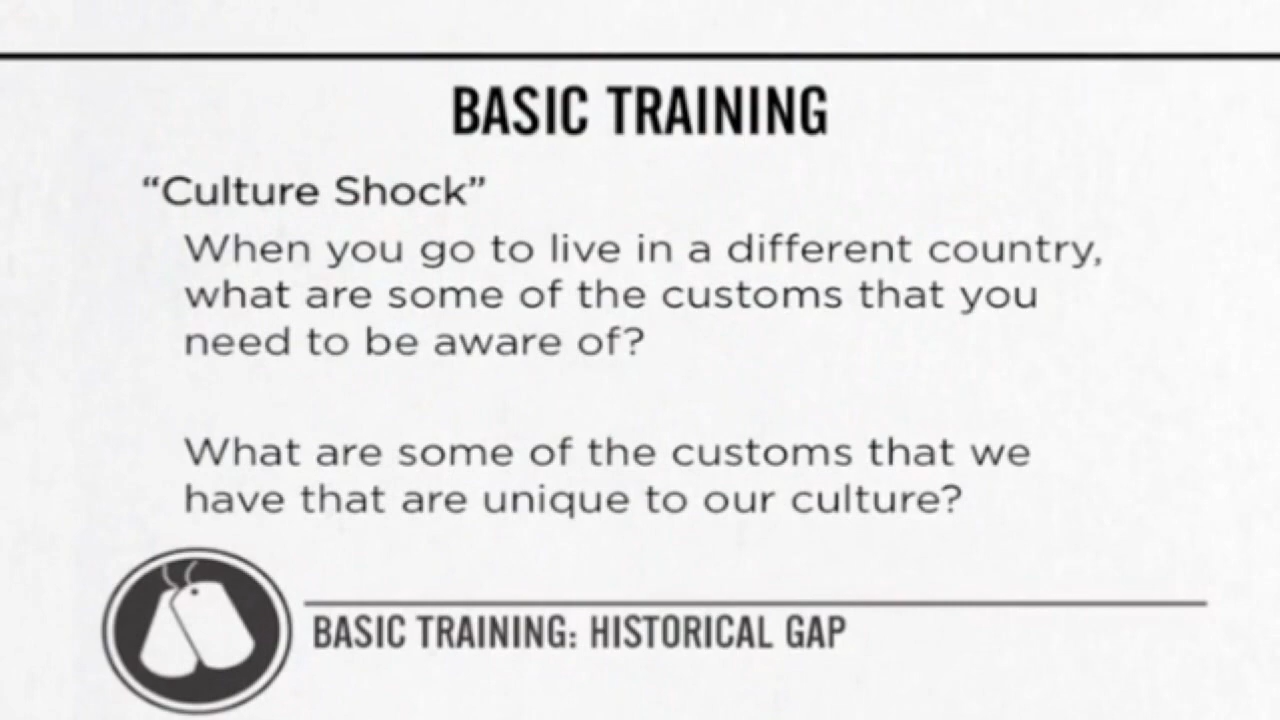 BASIC TRAINING
“Culture Shock”
When you go to live in a different country,
what are some of the customs that you
need to be aware of?
What are some of the customs that we
have that are unique to our culture?
BASIC TRAINING: HISTORICAL GAP